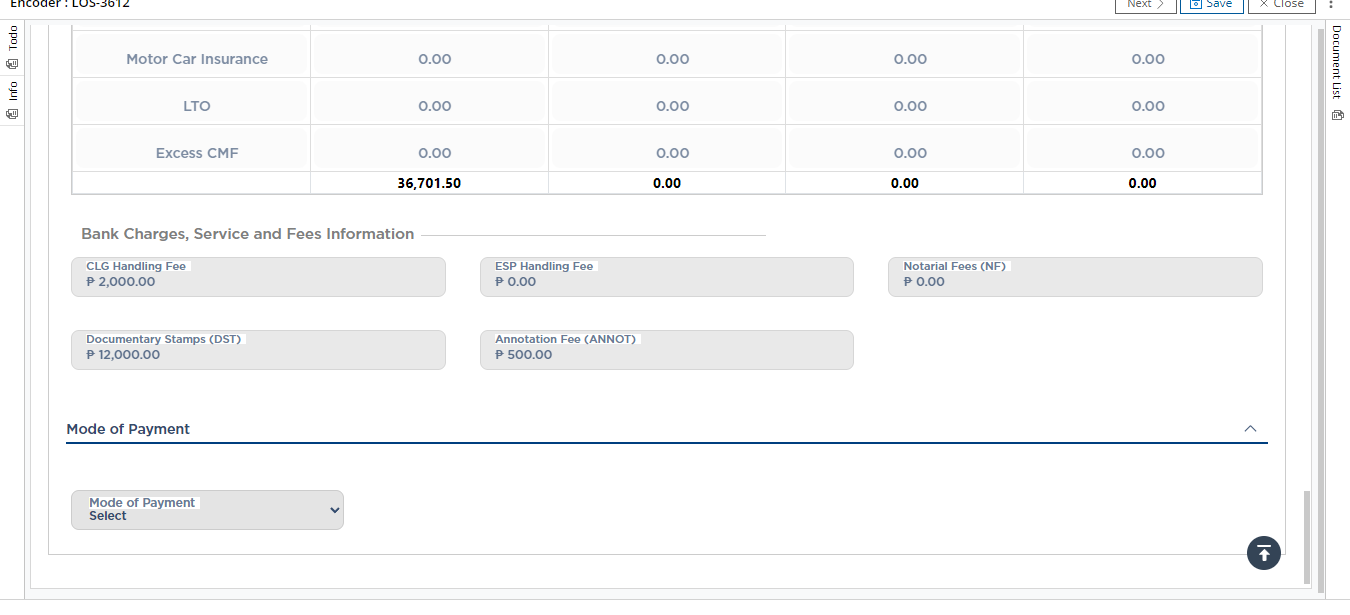 Encoder : LOS-3612
Next
Save
Close
Todo
Info
Document List
Motor Car Insurance 0.00 0.00 0.00 0.00
LTO 0.00 0.00 0.00 0.00
Excess CMF 0.00 0.00 0.00 0.00
36,701.50 0.00 0.00 0.00
Bank Charges, Service and Fees Information
CLG Handling Fee ESP Handling Fee Notarial Fees (NF)
₱ 2,000.00 ₱ 0.00 ₱ 0.00
Documentary Stamps (DST) Annotation Fee (ANNOT)
₱ 12,000.00 ₱ 500.00
Mode of Payment
Mode of Payment
Select